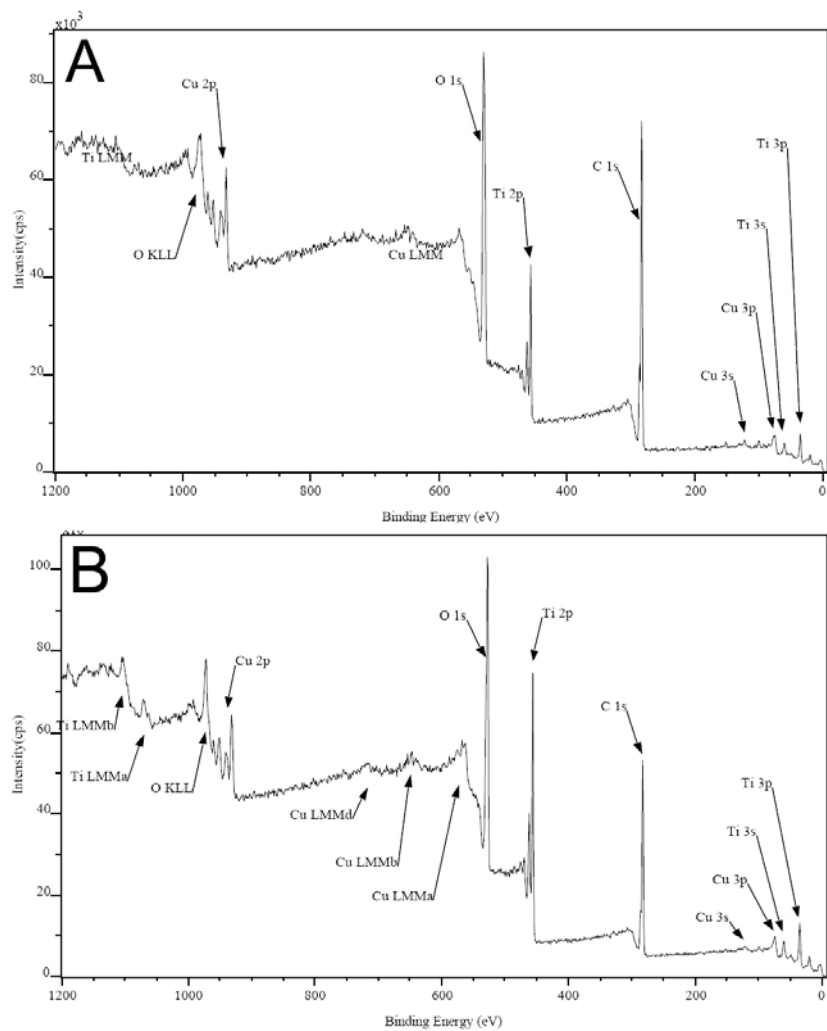 x10³
A
80
60
40
20
0
Intensity(cps)
Cu 2p
Ti LMM
O KLL
O 1s
Ti 2p
Cu LMM
C 1s
Ti 3p
Ti 3s
Cu 3p
Cu 3s
1200 1000 800 600 400 200 0
Binding Energy (eV)
B
100
80
60
40
20
0
Intensity(cps)
Cu 2p
Ti LMMb
Ti LMMa
O KLL
O 1s
Ti 2p
Cu LMMd
Cu LMMb
Cu LMMa
C 1s
Ti 3p
Ti 3s
Cu 3p
Cu 3s
1200 1000 800 600 400 200 0
Binding Energy (eV)